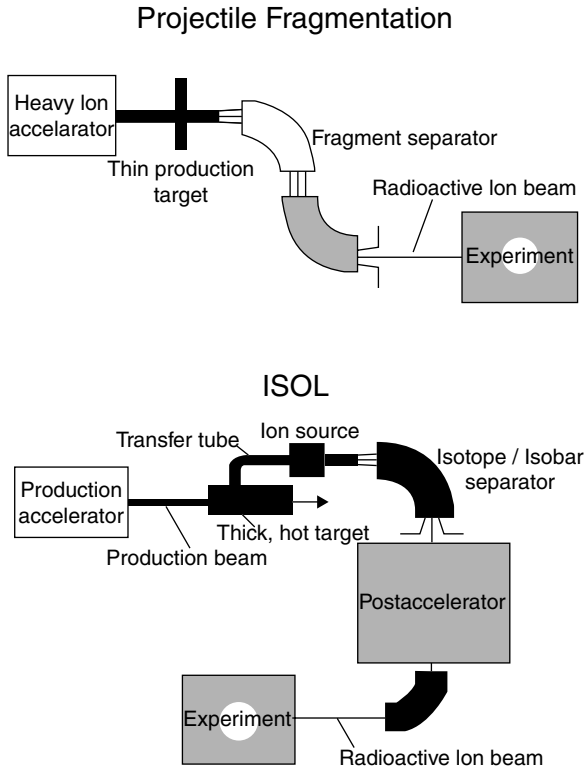 Projectile Fragmentation
Heavy Ion
accelarator
Thin production
target
Fragment separator
Radioactive Ion beam
Experiment
ISOL
Transfer tube
Ion source
Isotope / Isobar
separator
Production
accelerator
Production beam
Thick, hot target
Postaccelerator
Experiment
Radioactive Ion beam